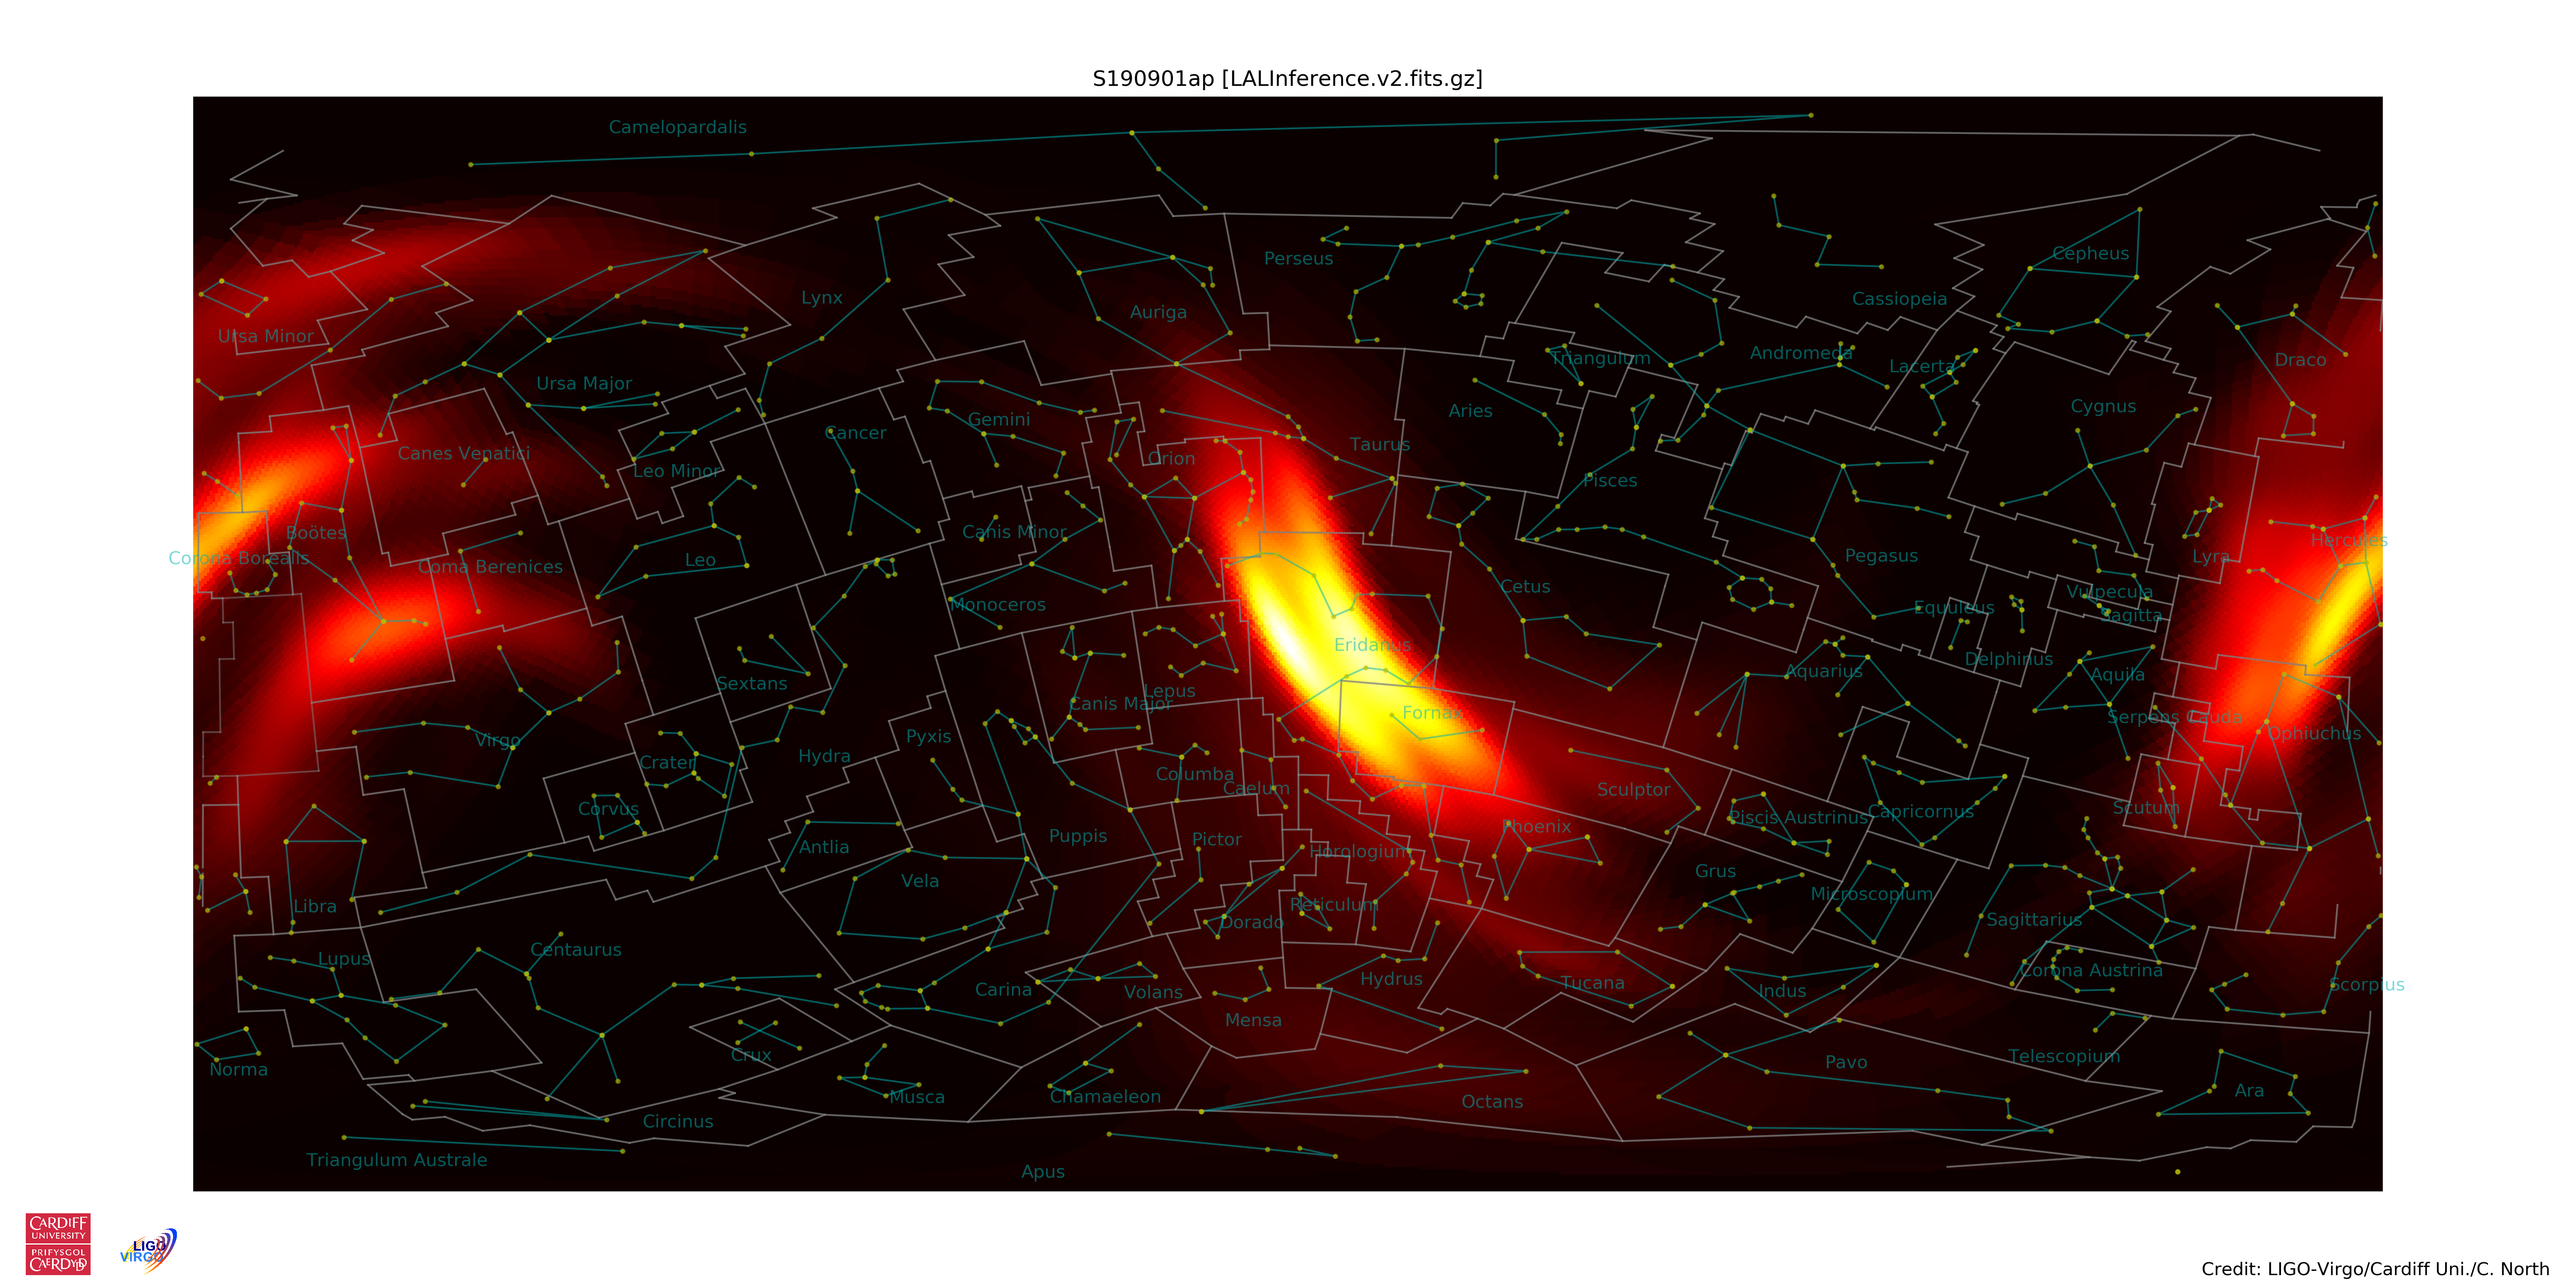 S190901ap [LALInference.v2.fits.gz]
Camelopardalis
Perseus
Cepheus
Lynx
Cassiopeia
Auriga
Ursa Minor
Triangulum
Andromeda
Lacerta
Draco
Ursa Major
Cygnus
Aries
Gemini
Cancer
Taurus
Canes Venatici
Orion
Leo Minor
Pisces
Boötes
Canis Minor
Hercules
Corona Borealis
Coma Berenices
Leo
Cetus
Pegasus
Lyra
Vulpecula
Monoceros
Equuleus
Sagitta
Eridanus
Delphinus
Sextans
Lepus
Aquarius
Aquila
Canis Major
Fornax
Serpens Cauda
Virgo
Pyxis
Ophiuchus
Hydra
Crater
Columba
Caelum
Sculptor
Corvus
Scutum
Piscis Austrinus
Capricornus
Phoenix
Antlia
Puppis
Pictor
Horologium
Vela
Grus
Microscopium
Libra
Reticulum
Dorado
Sagittarius
Lupus
Centaurus
Corona Austrina
Carina
Volans
Hydrus
Tucana
Indus
Scorpius
Mensa
Crux
Norma
Pavo
Telescopium
Musca
Chamaeleon
Octans
Ara
Circinus
Triangulum Australe
Apus
CARDIFF
UNIVERSITY
PRIFYSGOL
CAERDYDD
LIGO
VIRGO
Credit: LIGO-Virgo/Cardiff Uni./C. North